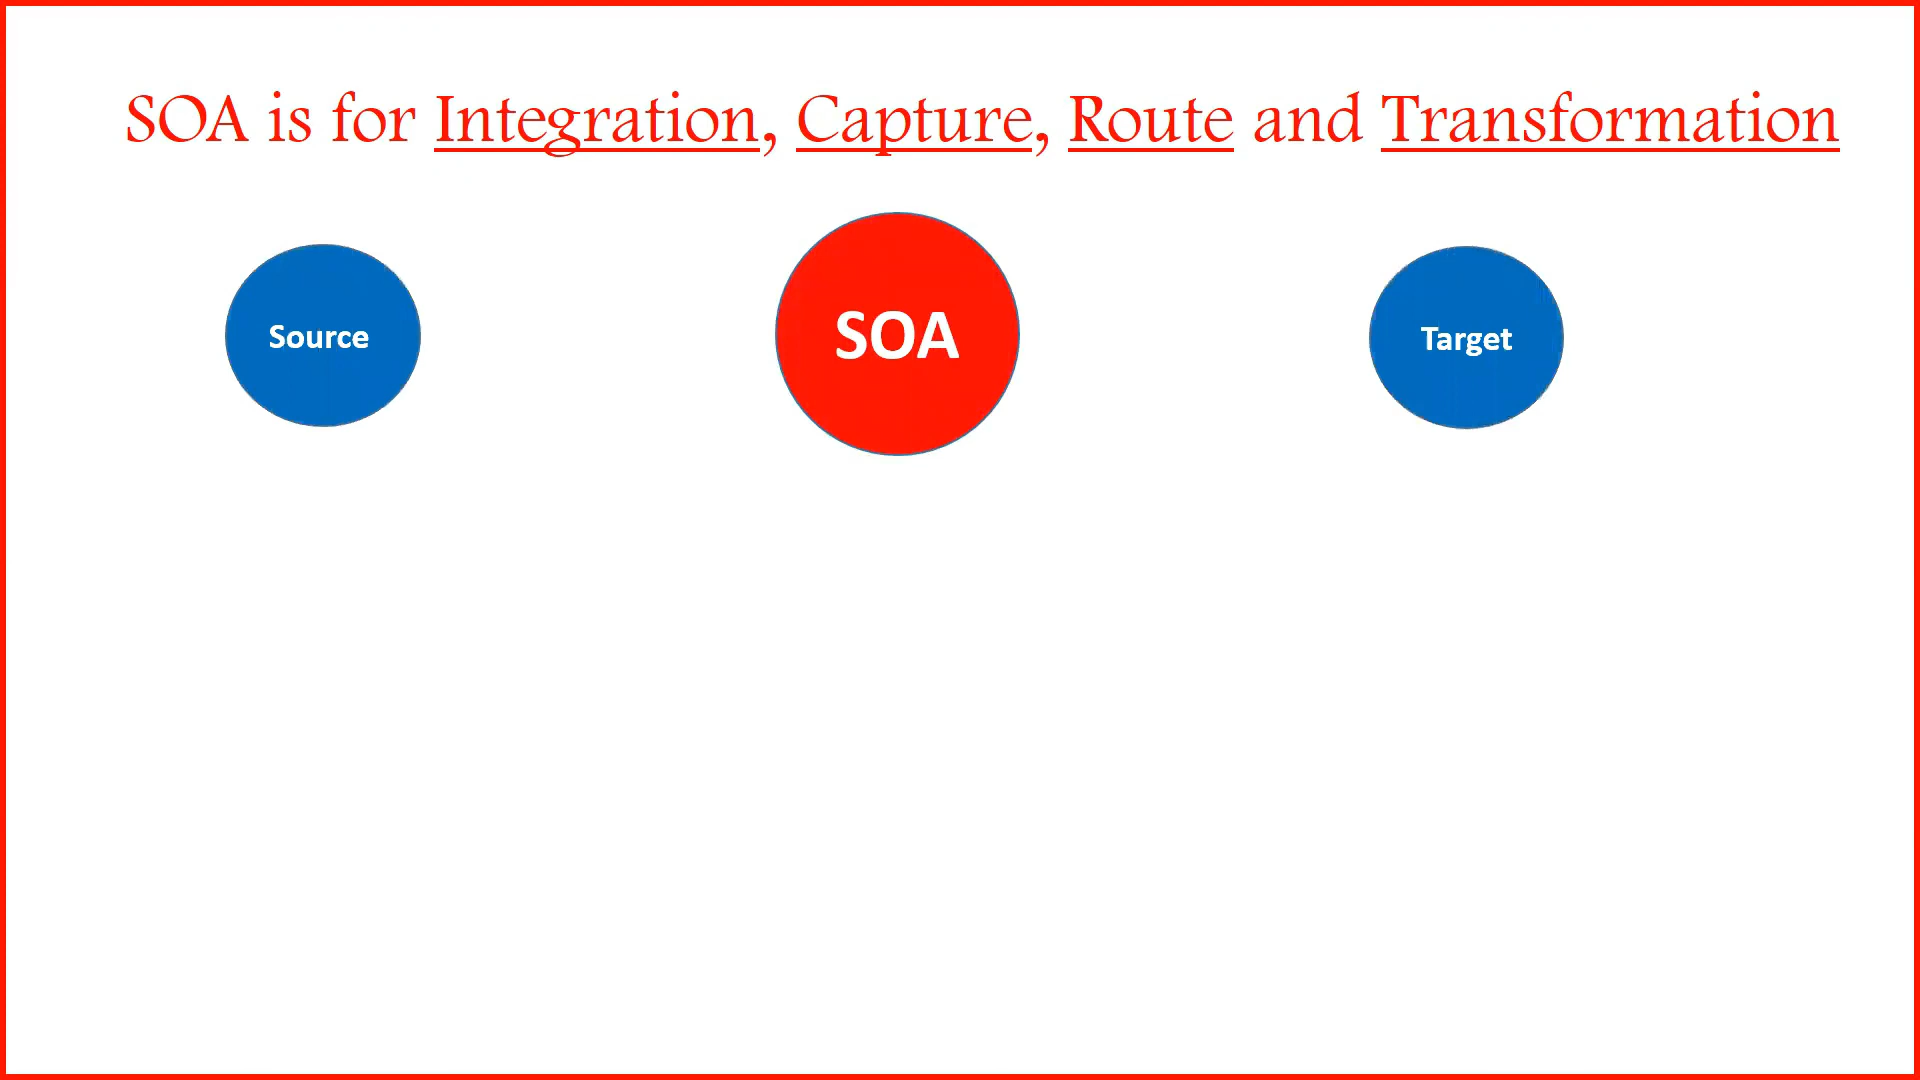 SOA is for Integration, Capture, Route and Transformation
Source
SOA
Target